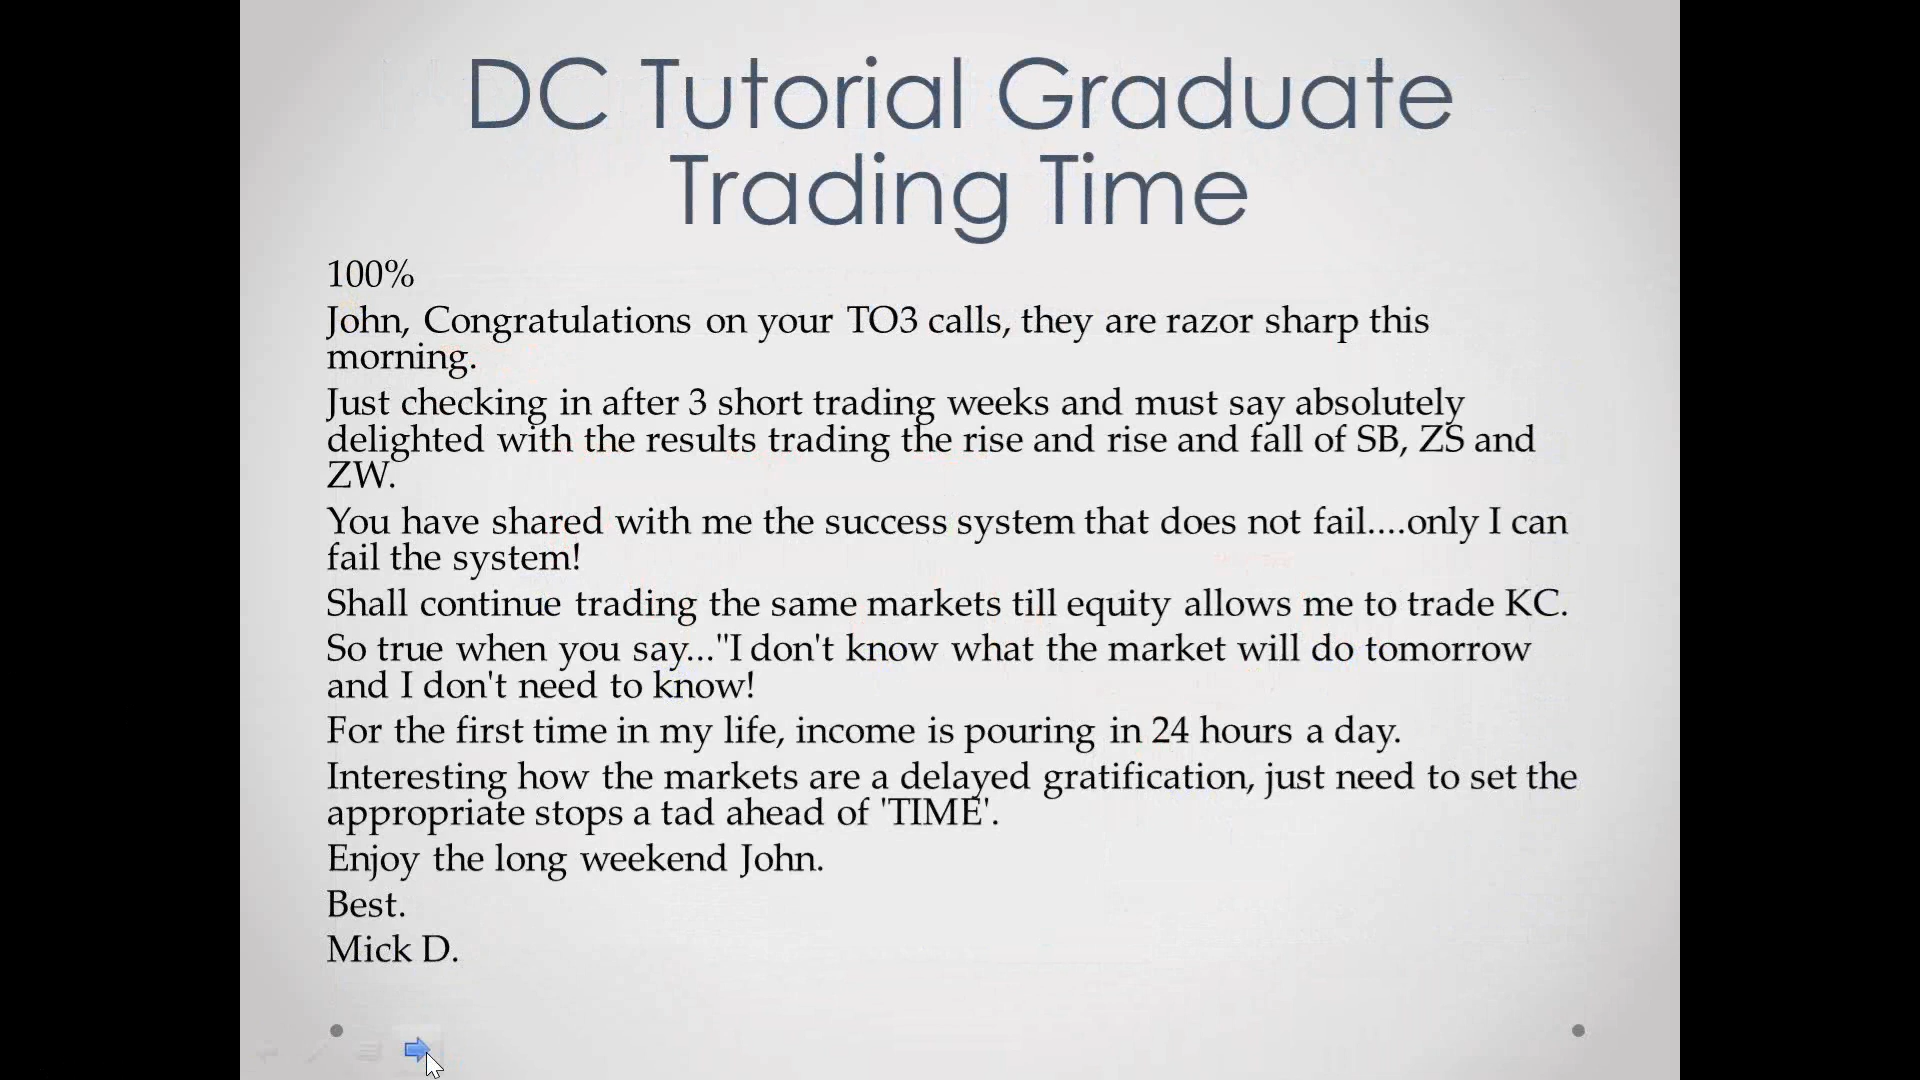 DC Tutorial Graduate
Trading Time
100%
John, Congratulations on your TO3 calls, they are razor sharp this
morning.
Just checking in after 3 short trading weeks and must say absolutely
delighted with the results trading the rise and rise and fall of SB, ZS and
ZW.
You have shared with me the success system that does not fail....only I can
fail the system!
Shall continue trading the same markets till equity allows me to trade KC.
So true when you say..."I don't know what the market will do tomorrow
and I don't need to know!
For the first time in my life, income is pouring in 24 hours a day.
Interesting how the markets are a delayed gratification, just need to set the
appropriate stops a tad ahead of 'TIME'.
Enjoy the long weekend John.
Best.
Mick D.